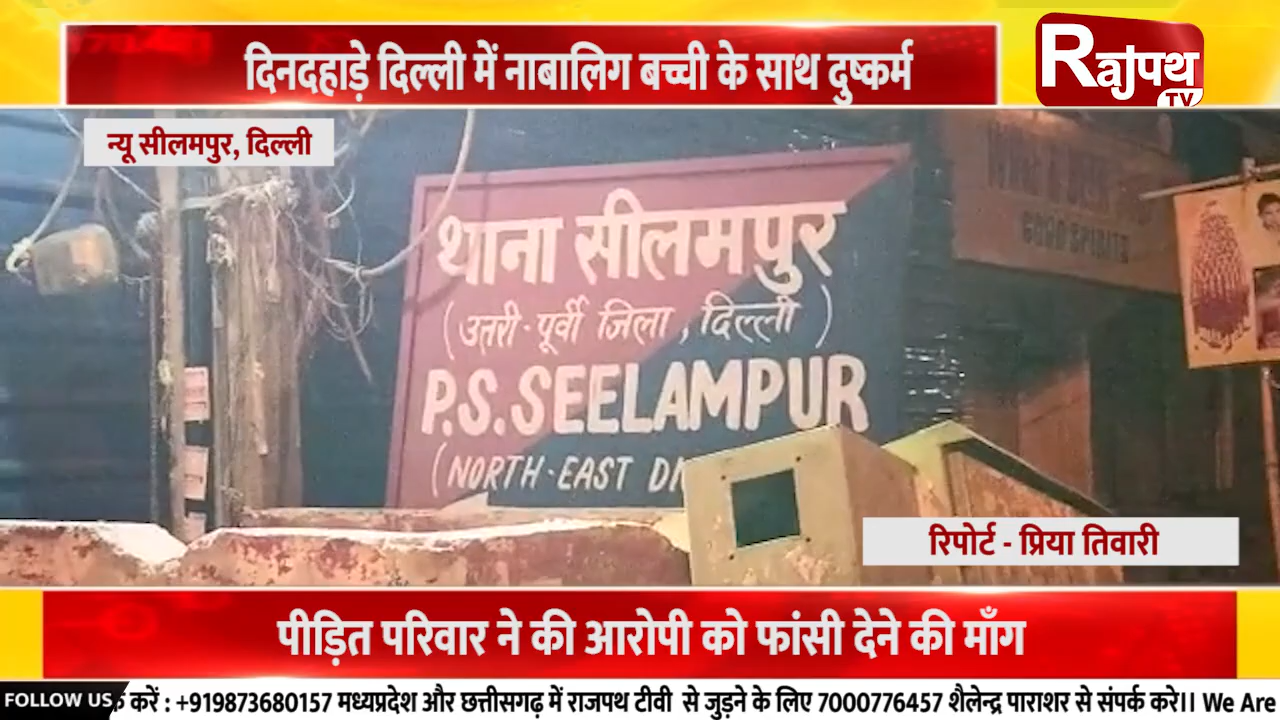 दिनदहाड़े दिल्ली में नाबालिग बच्ची के साथ दुष्कर्म
Rajपथ
TV
न्यू सीलमपुर, दिल्ली
थाना सीलमपुर
(उत्तरी-पूर्वी जिला, दिल्ली)
P.S.SEELAMPUR
(NORTH-EAST
GOOD SPIRITS
रिपोर्ट - प्रिया तिवारी
पीड़ित परिवार ने की आरोपी को फांसी देने की माँग
FOLLOW US
करें : +919873680157 मध्यप्रदेश और छत्तीसगढ़ में राजपथ टीवी से जुड़ने के लिए 7000776457 शैलेन्द्र पाराशर से संपर्क करे।। We Are